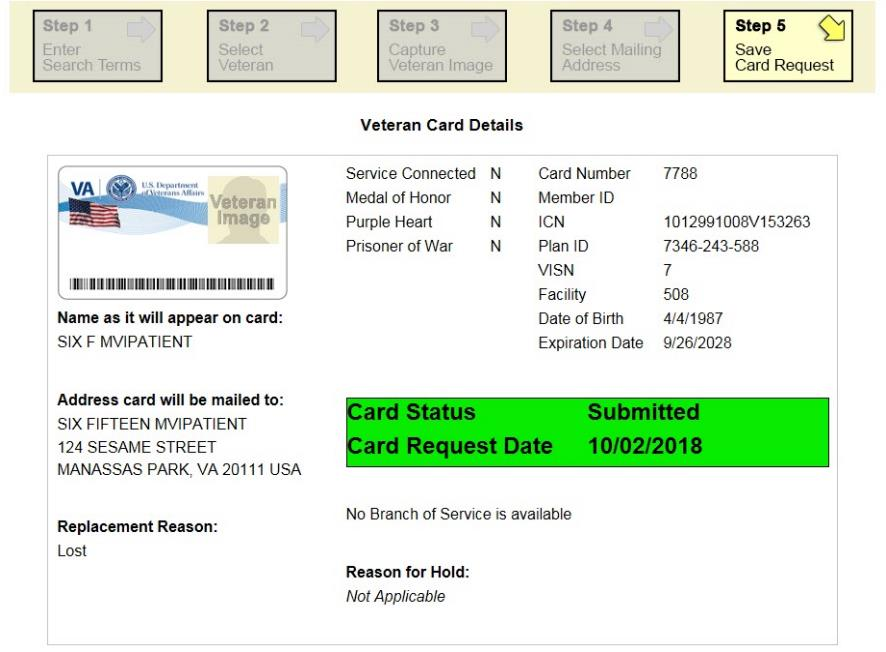 Step 1
Enter
Search Terms
Step 2
Select
Veteran
Step 3
Capture
Veteran Image
Step 4
Select Mailing
Address
Step 5
Save
Card Request
Veteran Card Details
VA
U.S. Department
of Veterans Affairs
Veteran
Image
Name as it will appear on card:
SIX F MVIPATIENT
Address card will be mailed to:
SIX FIFTEEN MVIPATIENT
124 SESAME STREET
MANASSAS PARK, VA 20111 USA
Replacement Reason:
Lost
Service Connected N
Medal of Honor N
Purple Heart N
Prisoner of War N
Card Number 7788
Member ID
ICN 1012991008V153263
Plan ID 7346-243-588
VISN 7
Facility 508
Date of Birth 4/4/1987
Expiration Date 9/26/2028
Card Status Submitted
Card Request Date 10/02/2018
No Branch of Service is available
Reason for Hold:
Not Applicable